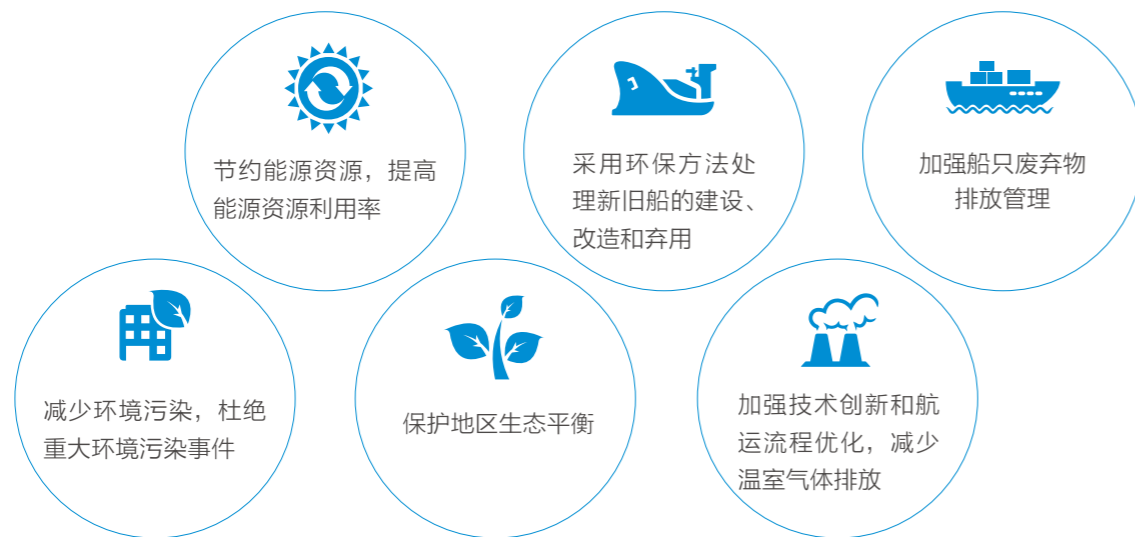 节约能源资源，提高
能源资源利用率
采用环保方法处
理新旧船的建设、
改造和弃用
加强船只废弃物
排放管理
减少环境污染，杜绝
重大环境污染事件
保护地区生态平衡
加强技术创新和航
运流程优化，减少
温室气体排放